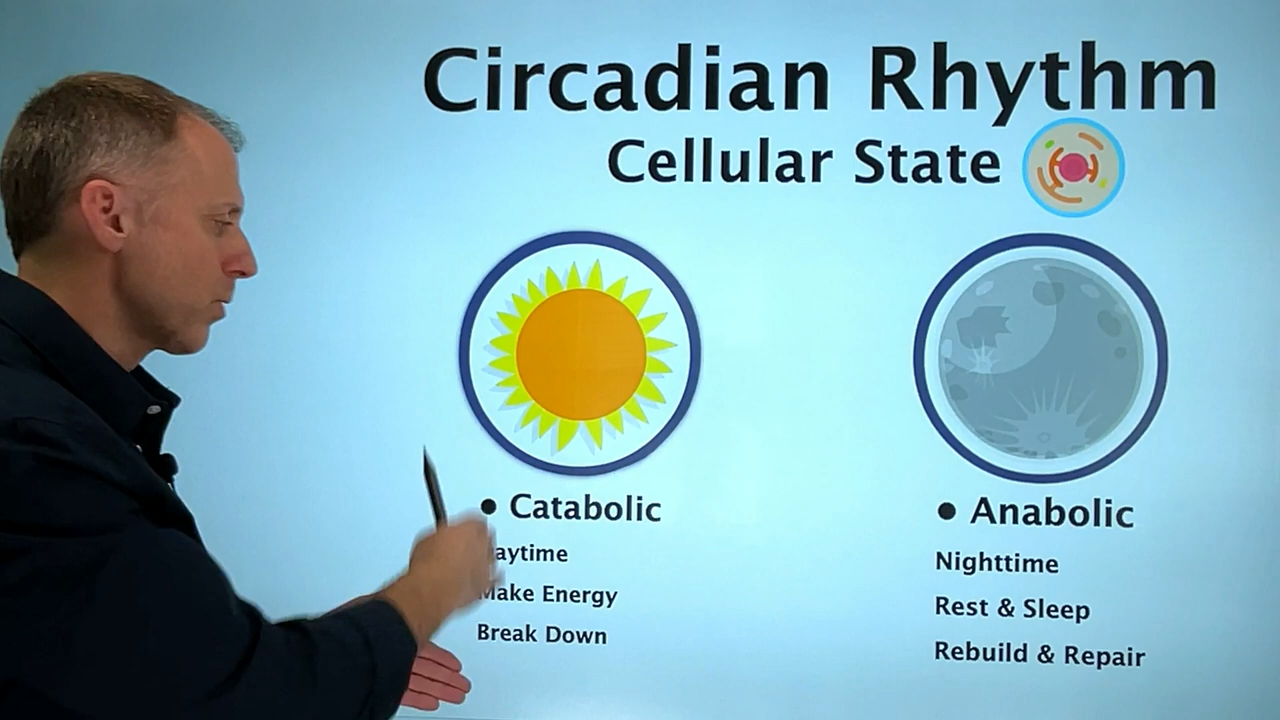 Circadian Rhythm
Cellular State
• Catabolic
aytime
Make Energy
Break Down
• Anabolic
Nighttime
Rest & Sleep
Rebuild & Repair